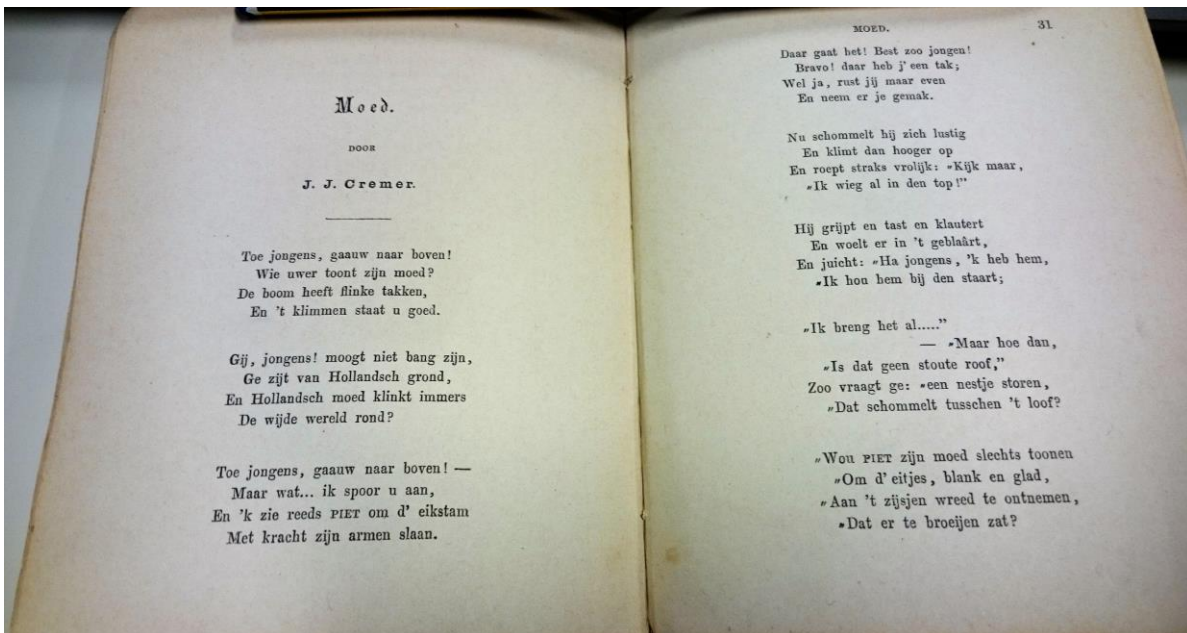 Moed.
DOOR
J. J. Cremer.
Toe jongens, gaauw naar boven!
Wie uwer toont zijn moed?
De boom heeft flinke takken,
En 't klimmen staat u goed.
Gij, jongens! moogt niet bang zijn,
Ge zijt van Hollandsch grond,
En Hollandsch moed klinkt immers
De wijde wereld rond?
Toe jongens, gaauw naar boven! —
Maar wat... ik spoor u aan,
En 'k zie reeds PIET om d' eikstam
Met kracht zijn armen slaan.
MOED. 31
Daar gaat het! Best zoo jongen!
Bravo! daar heb j' een tak;
Wel ja, rust jij maar even
En neem er je gemak.
Nu schommelt hij zich lustig
En klimt dan hooger op
En roept straks vrolijk: „Kijk maar,
„Ik wieg al in den top!”
Hij grijpt en tast en klautert
En woelt er in 't geblaârt,
En juicht: „Ha jongens, 'k heb hem,
„Ik hou hem bij den staart;
„Ik breng het al.....”
— „Maar hoe dan,
„Is dat geen stoute roof,”
Zoo vraagt ge: „een nestje storen,
„Dat schommelt tusschen 't loof?
„Wou PIET zijn moed slechts toonen
„Om d' eitjes, blank en glad,
„Aan 't zijsjen wreed te ontnemen,
„Dat er te broeijen zat?